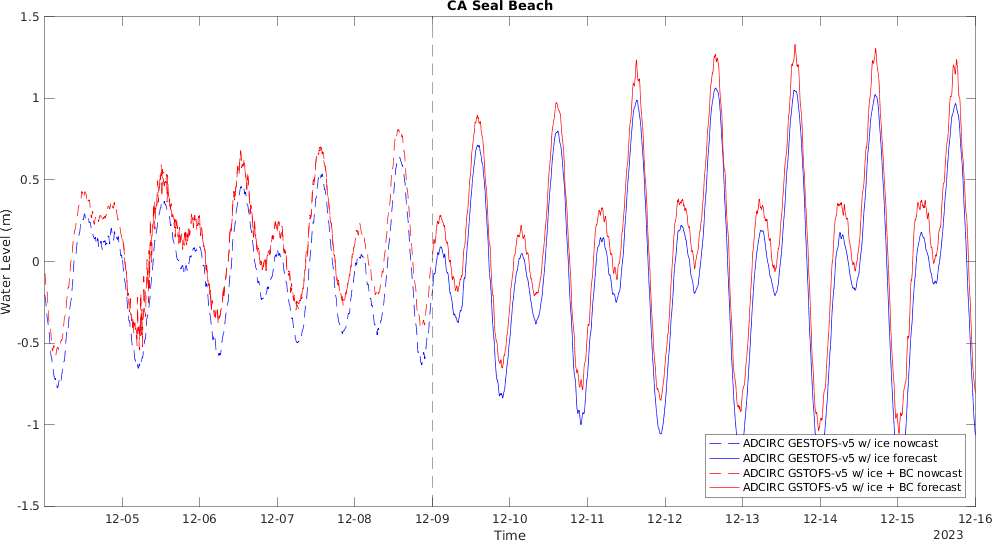 CA Seal Beach
1.5
1
0.5
0
-0.5
-1
-1.5
Water Level (m)
12-05 12-06 12-07 12-08 12-09 12-10 12-11 12-12 12-13 12-14 12-15 12-16
Time
2023
ADCIRC GESTOFS-v5 w/ ice nowcast
ADCIRC GESTOFS-v5 w/ ice forecast
ADCIRC GSTOFS-v5 w/ ice + BC nowcast
ADCIRC GSTOFS-v5 w/ ice + BC forecast